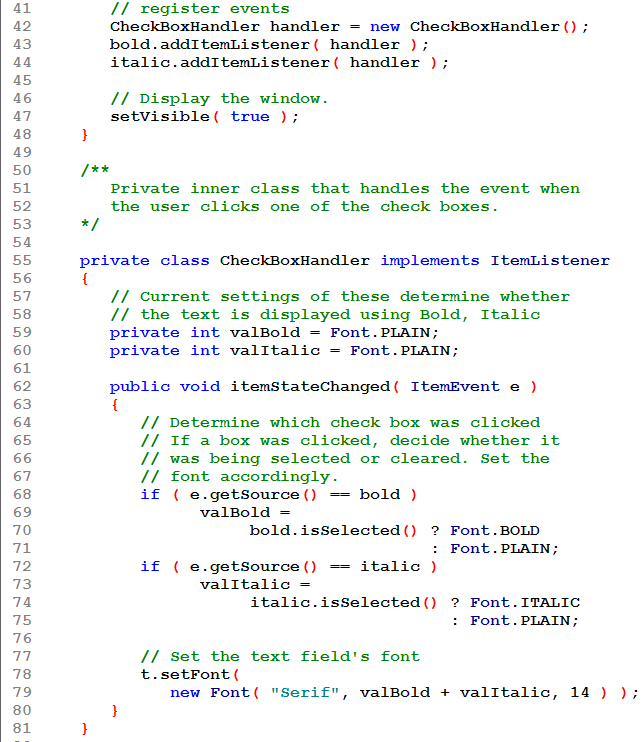 41 // register events
42 CheckBoxHandler handler = new CheckBoxHandler();
43 bold.addItemListener( handler );
44 italic.addItemListener( handler );
45
46 // Display the window.
47 setVisible( true );
48 }
49
50 /**
51 Private inner class that handles the event when
52 the user clicks one of the check boxes.
53 */
54
55 private class CheckBoxHandler implements ItemListener
56 {
57 // Current settings of these determine whether
58 // the text is displayed using Bold, Italic
59 private int valBold = Font.PLAIN;
60 private int valItalic = Font.PLAIN;
61
62 public void itemStateChanged( ItemEvent e )
63 {
64 // Determine which check box was clicked
65 // If a box was clicked, decide whether it
66 // was being selected or cleared. Set the
67 // font accordingly.
68 if ( e.getSource() == bold )
69 valBold =
70 bold.isSelected() ? Font.BOLD
71 : Font.PLAIN;
72 if ( e.getSource() == italic )
73 valItalic =
74 italic.isSelected() ? Font.ITALIC
75 : Font.PLAIN;
76
77 // Set the text field's font
78 t.setFont(
79 new Font( "Serif", valBold + valItalic, 14 ) );
80 }
81 }